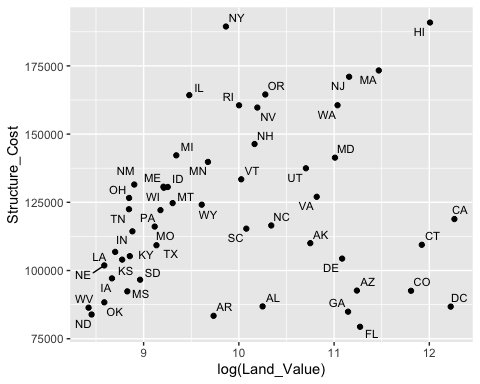 NY
HI
175000
MA
NJ
IL
OR
RI
NV
WA
150000
NH
MI
MD
MN
VT
UT
NM
ME
ID
OH
WI
MT
VA
125000
WY
CA
TN
PA
NC
SC
MO
AK
CT
IN
KY
TX
LA
DE
100000
NE
KS
SD
IA
AZ
CO
MS
WV
AR
AL
GA
DC
OK
ND
FL
75000
9
10
11
12
log(Land_Value)
Structure_Cost